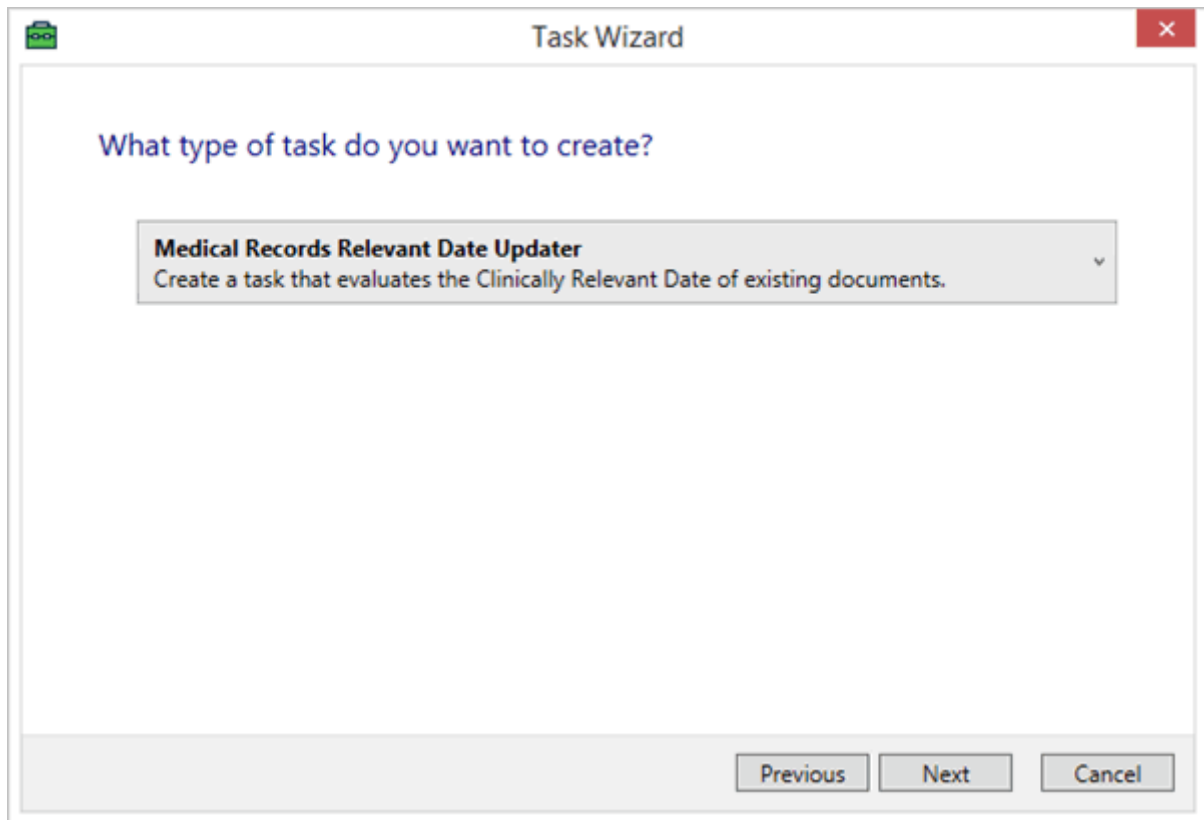 Task Wizard
What type of task do you want to create?
Medical Records Relevant Date Updater
Create a task that evaluates the Clinically Relevant Date of existing documents.
Previous Next Cancel